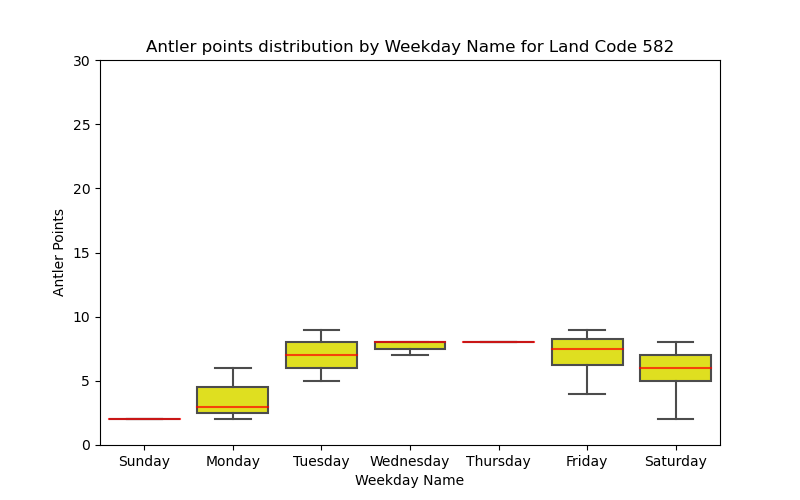 Antler points distribution by Weekday Name for Land Code 582
30
25
20
15
10
5
0
Antler Points
Sunday Monday Tuesday Wednesday Thursday Friday Saturday
Weekday Name